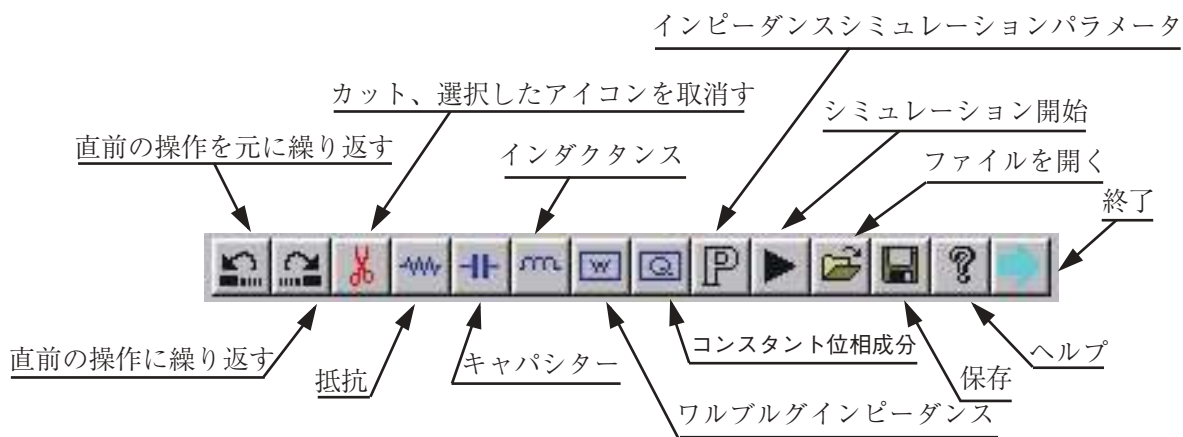 インピーダンスシミュレーションパラメータ
カット、選択したアイコンを取消す
シミュレーション開始
直前の操作を元に繰り返す
インダクタンス
ファイルを開く
終了
W
Q
P
?
直前の操作に繰り返す
抵抗
キャパシター
コンスタント位相成分
ヘルプ
保存
ワルブルグインピーダンス